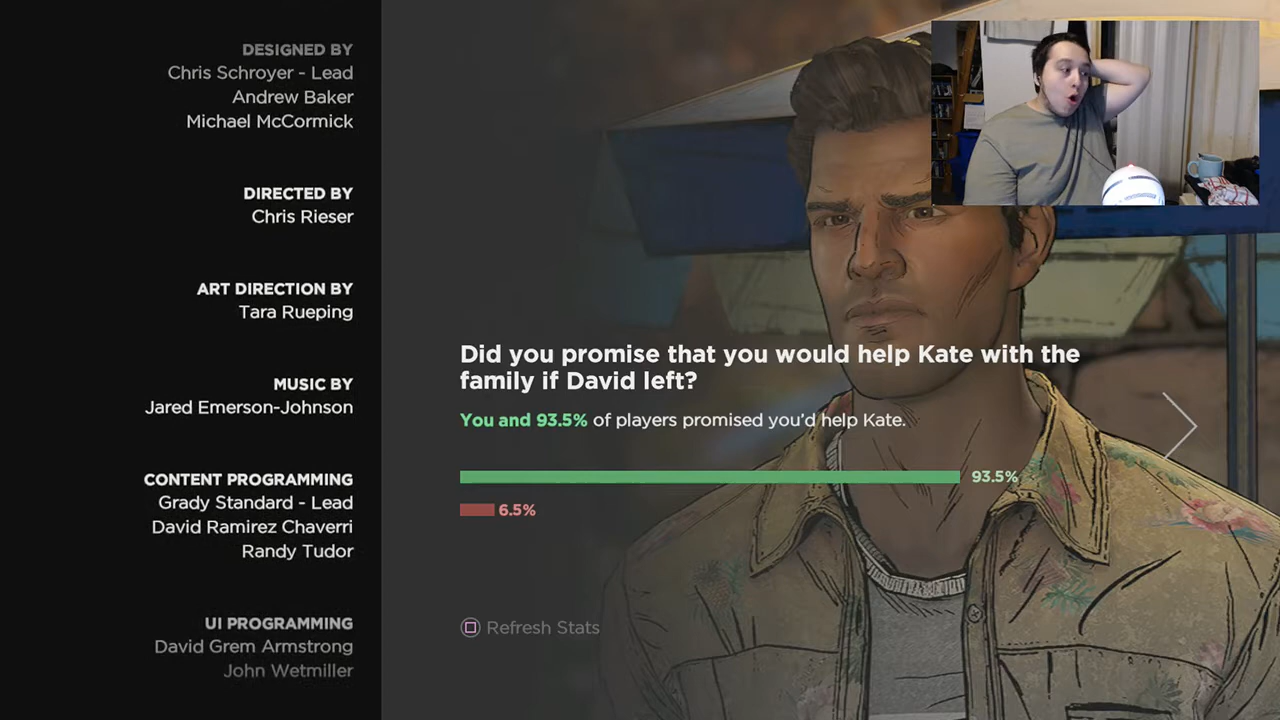 DESIGNED BY
Chris Schroyer - Lead
Andrew Baker
Michael McCormick
DIRECTED BY
Chris Rieser
ART DIRECTION BY
Tara Rueping
MUSIC BY
Jared Emerson-Johnson
CONTENT PROGRAMMING
Grady Standard - Lead
David Ramirez Chaverri
Randy Tudor
UI PROGRAMMING
David Grem Armstrong
John Wetmiller
Did you promise that you would help Kate with the
family if David left?
You and 93.5% of players promised you'd help Kate.
93.5%
6.5%
Refresh Stats